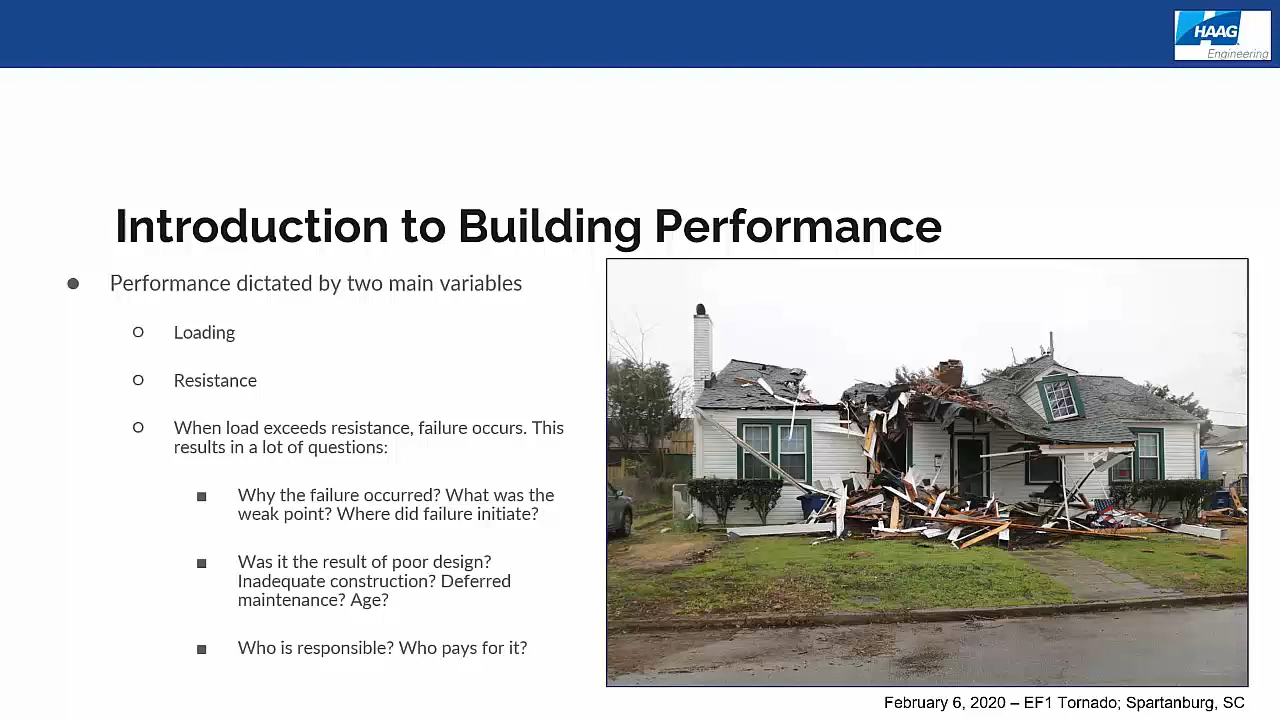 HAAG
Engineering
Introduction to Building Performance
● Performance dictated by two main variables
o Loading
o Resistance
o When load exceeds resistance, failure occurs. This
results in a lot of questions:
■ Why the failure occurred? What was the
weak point? Where did failure initiate?
■ Was it the result of poor design?
Inadequate construction? Deferred
maintenance? Age?
■ Who is responsible? Who pays for it?
February 6, 2020 – EF1 Tornado; Spartanburg, SC